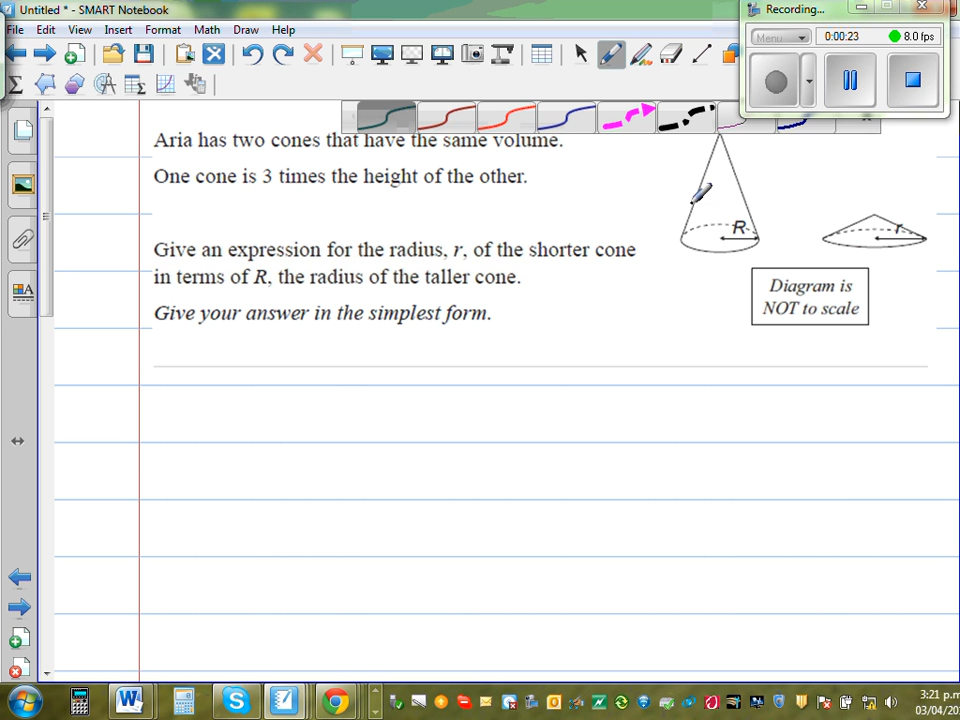 Untitled * - SMART Notebook
Recording...
File Edit View Insert Format Math Draw Help
Menu 0:00:23 8.0 fps
Aria has two cones that have the same volume.
One cone is 3 times the height of the other.
R
r
Give an expression for the radius, r, of the shorter cone
in terms of R, the radius of the taller cone.
Diagram is
NOT to scale
Give your answer in the simplest form.
3:21 p.m
03/04/20